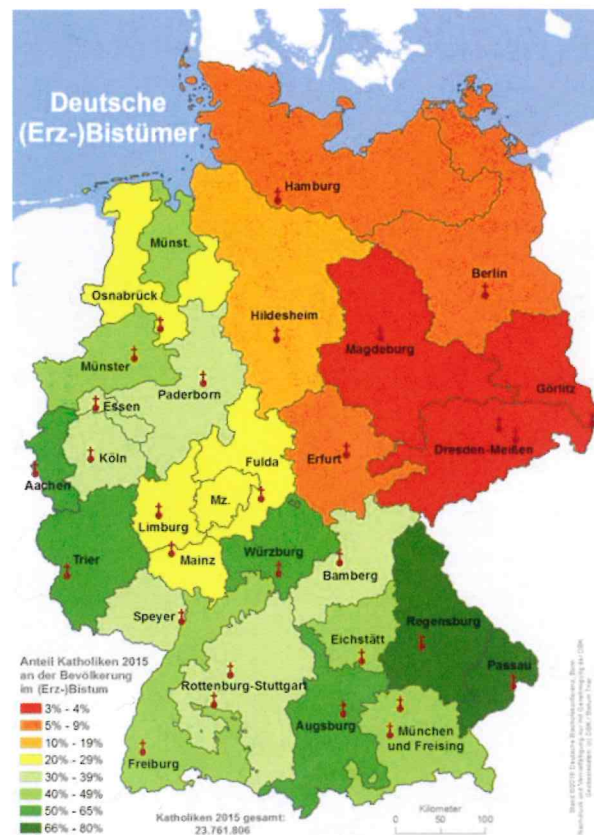 Deutsche
(Erz-)Bistümer
Hamburg
Münst.
Berlin
Osnabrück
Hildesheim
Magdeburg
Münster
Görlitz
Paderborn
Essen
Dresden-Meißen
Erfurt
Köln
Fulda
Aachen
Mz.
Limburg
Mainz
Trier
Würzburg
Bamberg
Speyer
Regensburg
Eichstätt
Passau
Rottenburg-Stuttgart
Augsburg
München
und Freising
Freiburg
Anteil Katholiken 2015
an der Bevölkerung
im (Erz-)Bistum
3% - 4%
5% - 9%
10% - 19%
20% - 29%
30% - 39%
40% - 49%
50% - 65%
66% - 80%
Katholiken 2015 gesamt:
23.761.806
Kilometer
0 50 100